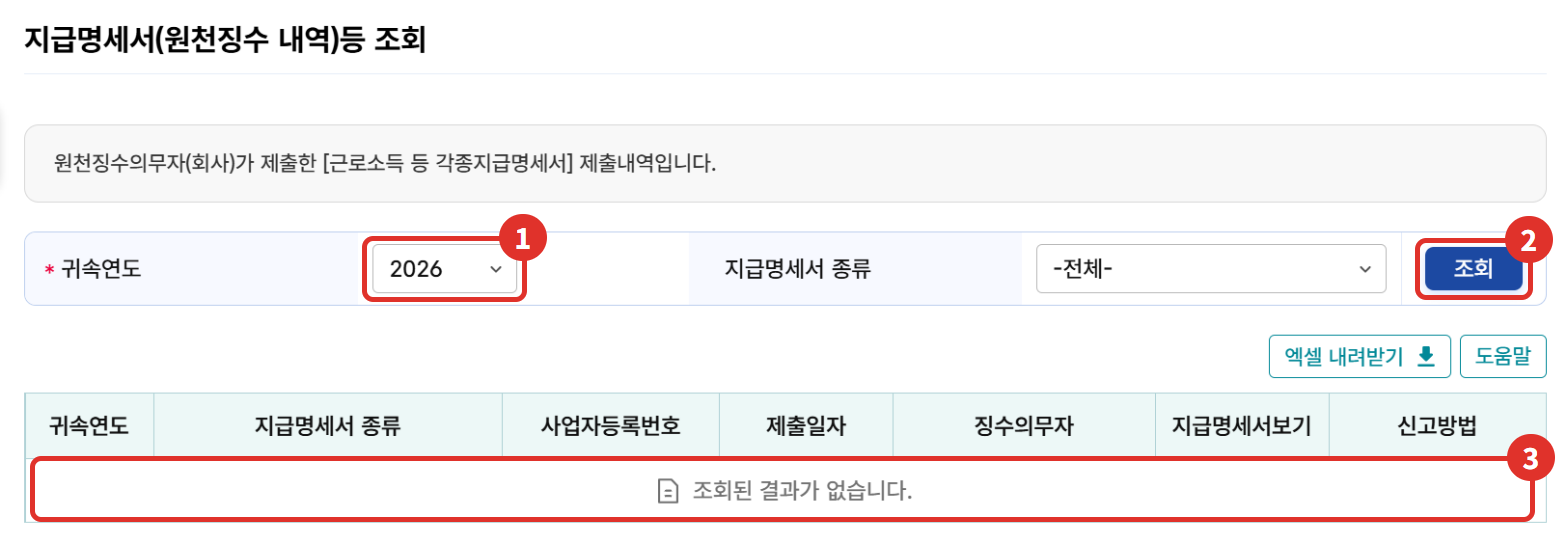 지급명세서(원천징수 내역)등 조회
원천징수의무자(회사)가 제출한 [근로소득 등 각종지급명세서] 제출내역입니다.
* 귀속연도 2026 1 지급명세서 종류 -전체- 조회 2
엑셀 내려받기 도움말
귀속연도 지급명세서 종류 사업자등록번호 제출일자 징수의무자 지급명세서보기 신고방법
조회된 결과가 없습니다. 3